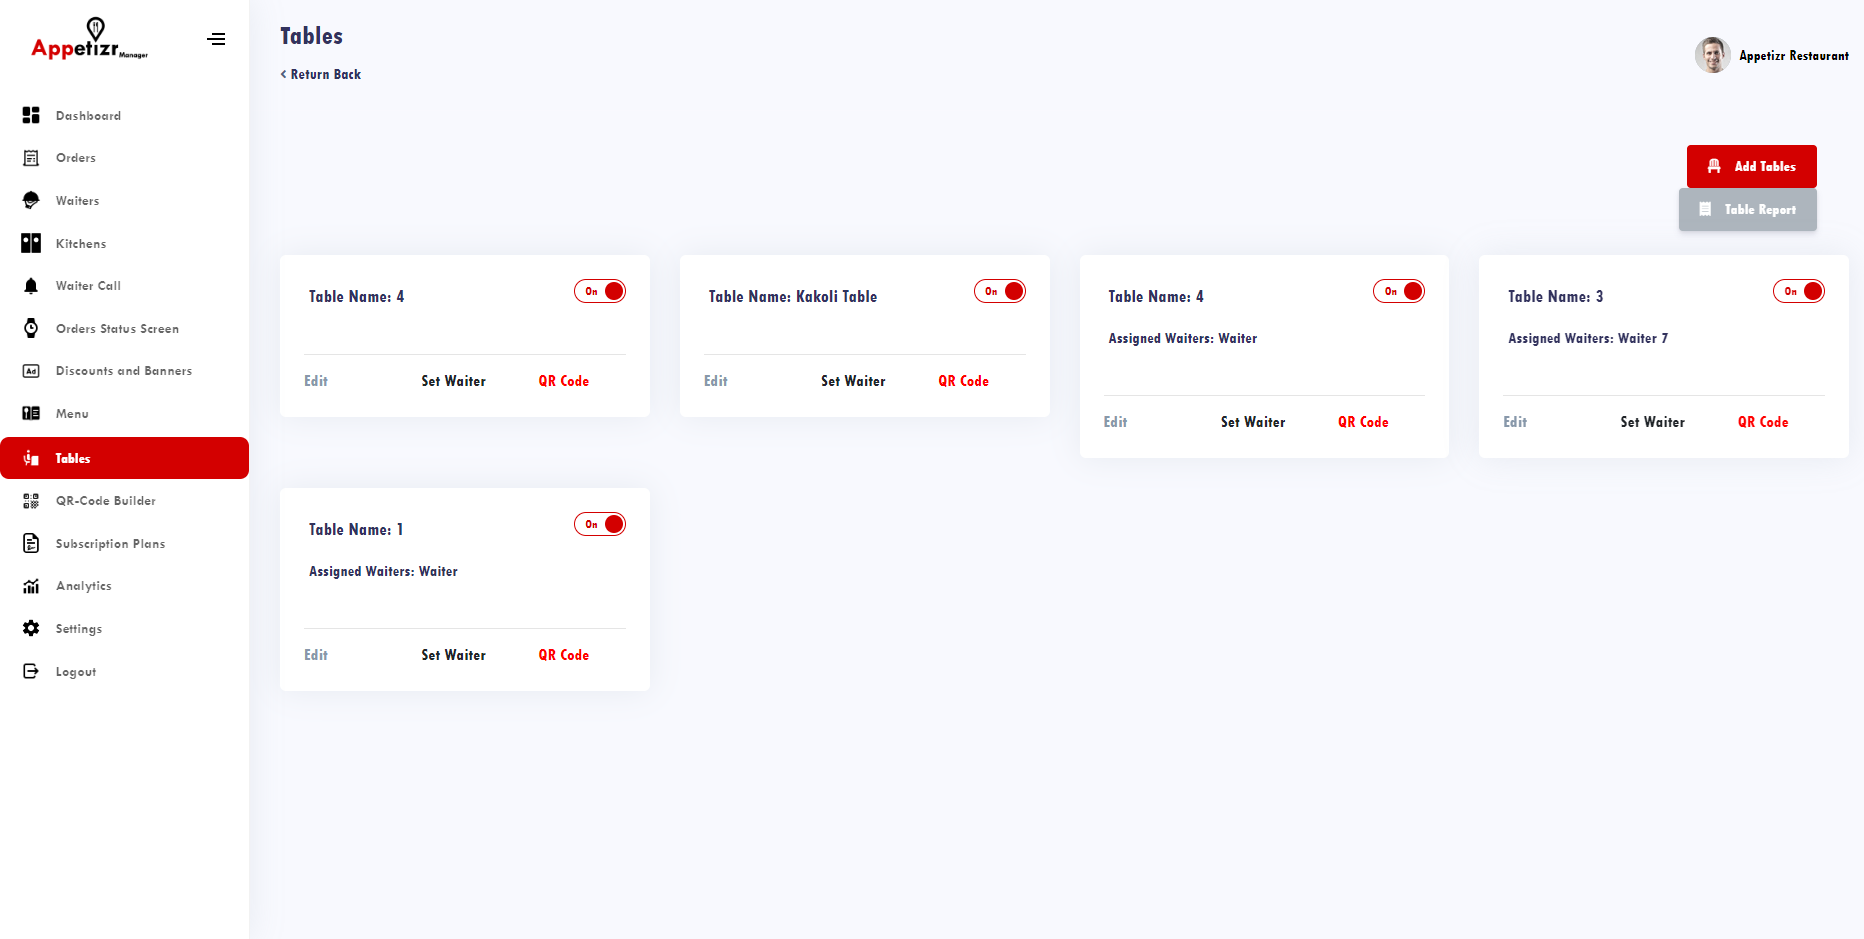 Appetizr Manager
Dashboard
Orders
Waiters
Kitchens
Waiter Call
Orders Status Screen
Ad
Discounts and Banners
Menu
Tables
QR-Code Builder
Subscription Plans
Analytics
Settings
Logout
Tables
< Return Back
Appetizr Restaurant
Add Tables
Table Report
Table Name: 4
On
Edit
Set Waiter
QR Code
Table Name: Kakoli Table
On
Edit
Set Waiter
QR Code
Table Name: 4
On
Assigned Waiters: Waiter
Edit
Set Waiter
QR Code
Table Name: 3
On
Assigned Waiters: Waiter 7
Edit
Set Waiter
QR Code
Table Name: 1
On
Assigned Waiters: Waiter
Edit
Set Waiter
QR Code